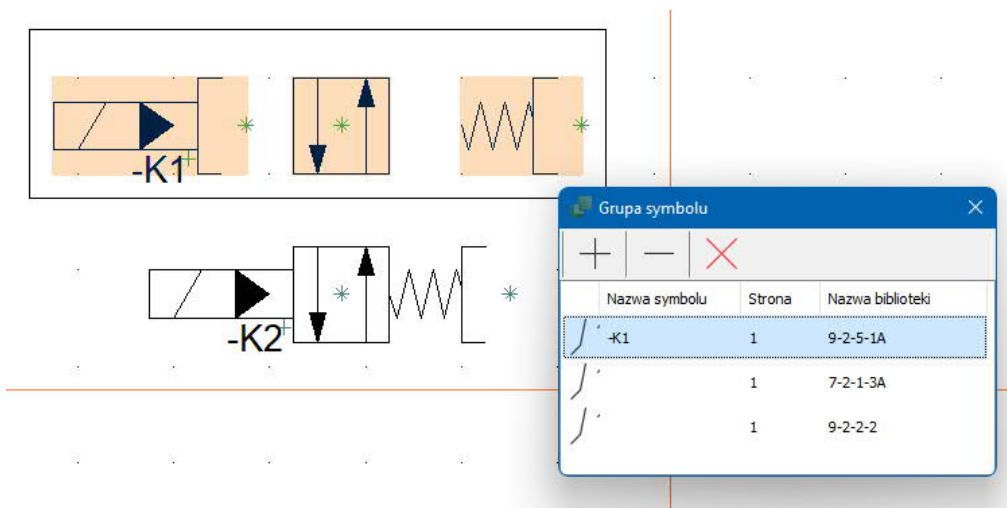 -K1
-K2
Grupa symbolu
Nazwa symbolu Strona Nazwa biblioteki
-K1 1 9-2-5-1A
1 7-2-1-3A
1 9-2-2-2